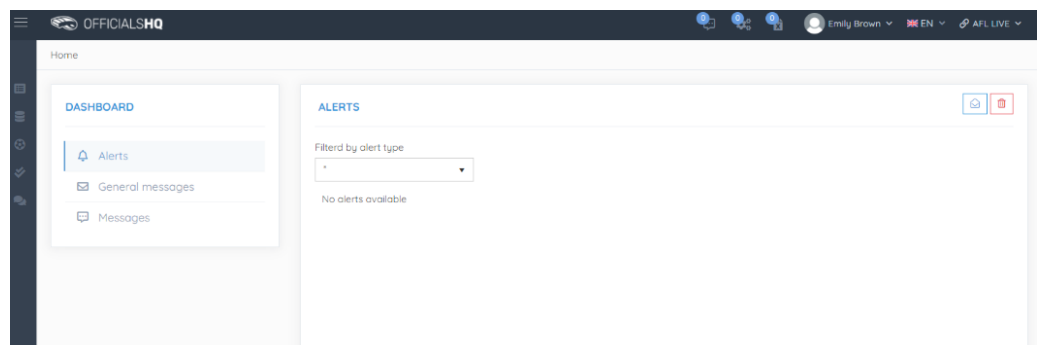 OFFICIALSHQ
0 0 0 Emily Brown EN AFL LIVE
Home
DASHBOARD
Alerts
General messages
Messages
ALERTS
Filterd by alert type
*
No alerts available